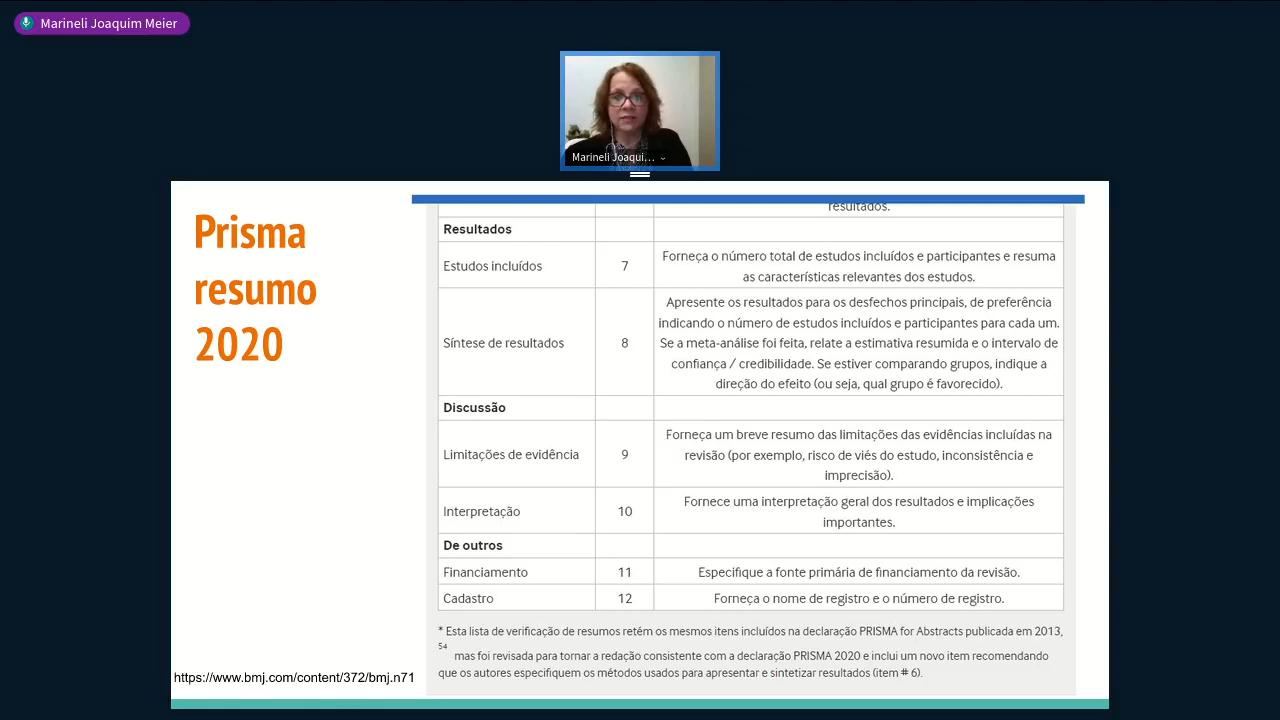 Marineli Joaquim Meier
Marineli Joaqui...
Prisma
resumo
2020
resultados.
Resultados
Estudos incluídos 7 Forneça o número total de estudos incluídos e participantes e resuma
as características relevantes dos estudos.
Síntese de resultados 8 Apresente os resultados para os desfechos principais, de preferência
indicando o número de estudos incluídos e participantes para cada um.
Se a meta-análise foi feita, relate a estimativa resumida e o intervalo de
confiança / credibilidade. Se estiver comparando grupos, indique a
direção do efeito (ou seja, qual grupo é favorecido).
Discussão
Limitações de evidência 9 Forneça um breve resumo das limitações das evidências incluídas na
revisão (por exemplo, risco de viés do estudo, inconsistência e
imprecisão).
Interpretação 10 Fornece uma interpretação geral dos resultados e implicações
importantes.
De outros
Financiamento 11 Especifique a fonte primária de financiamento da revisão.
Cadastro 12 Forneça o nome de registro e o número de registro.
* Esta lista de verificação de resumos retém os mesmos itens incluídos na declaração PRISMA for Abstracts publicada em 2013,
54 mas foi revisada para tornar a redação consistente com a declaração PRISMA 2020 e inclui um novo item recomendando
que os autores especifiquem os métodos usados para apresentar e sintetizar resultados (item # 6).
https://www.bmj.com/content/372/bmj.n71